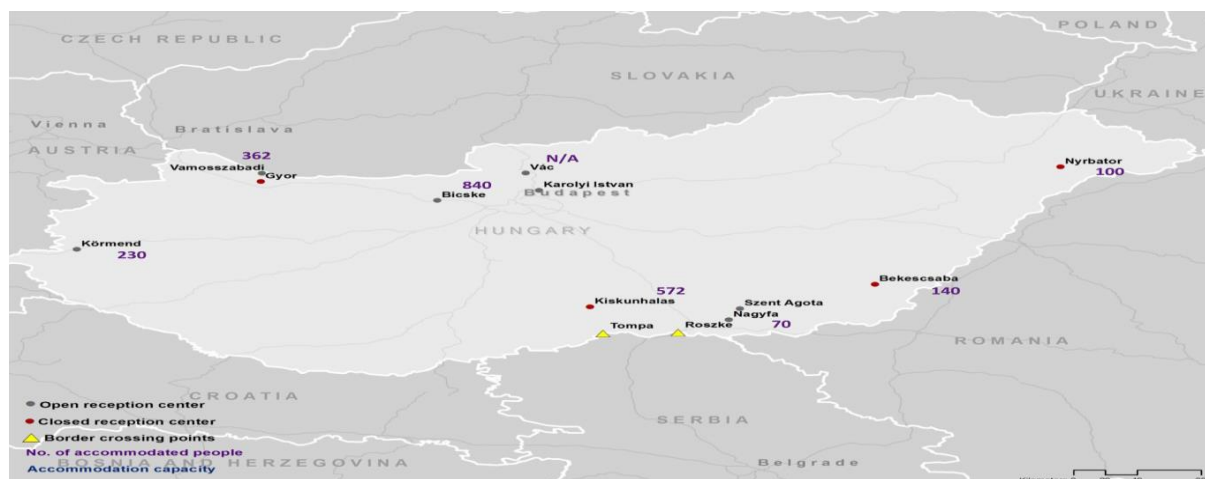 POLAND
CZECH REPUBLIC
SLOVAKIA
UKRAINE
Vienna
Bratislava
AUSTRIA
362
N/A
Vamosszabadi
Vác
Nyrbator
Gyor
840
Karolyi Istvan
100
Bicske
Budapest
HUNGARY
Körmend
230
Bekescsaba
572
140
Kiskunhalas
Szent Agota
Nagyfa
Tompa
Roszke
70
ROMANIA
CROATIA
SERBIA
Open reception center
Closed reception center
Border crossing points
No. of accommodated people
BOSNIA AND HERZEGOVINA
Belgrade
Accommodation capacity